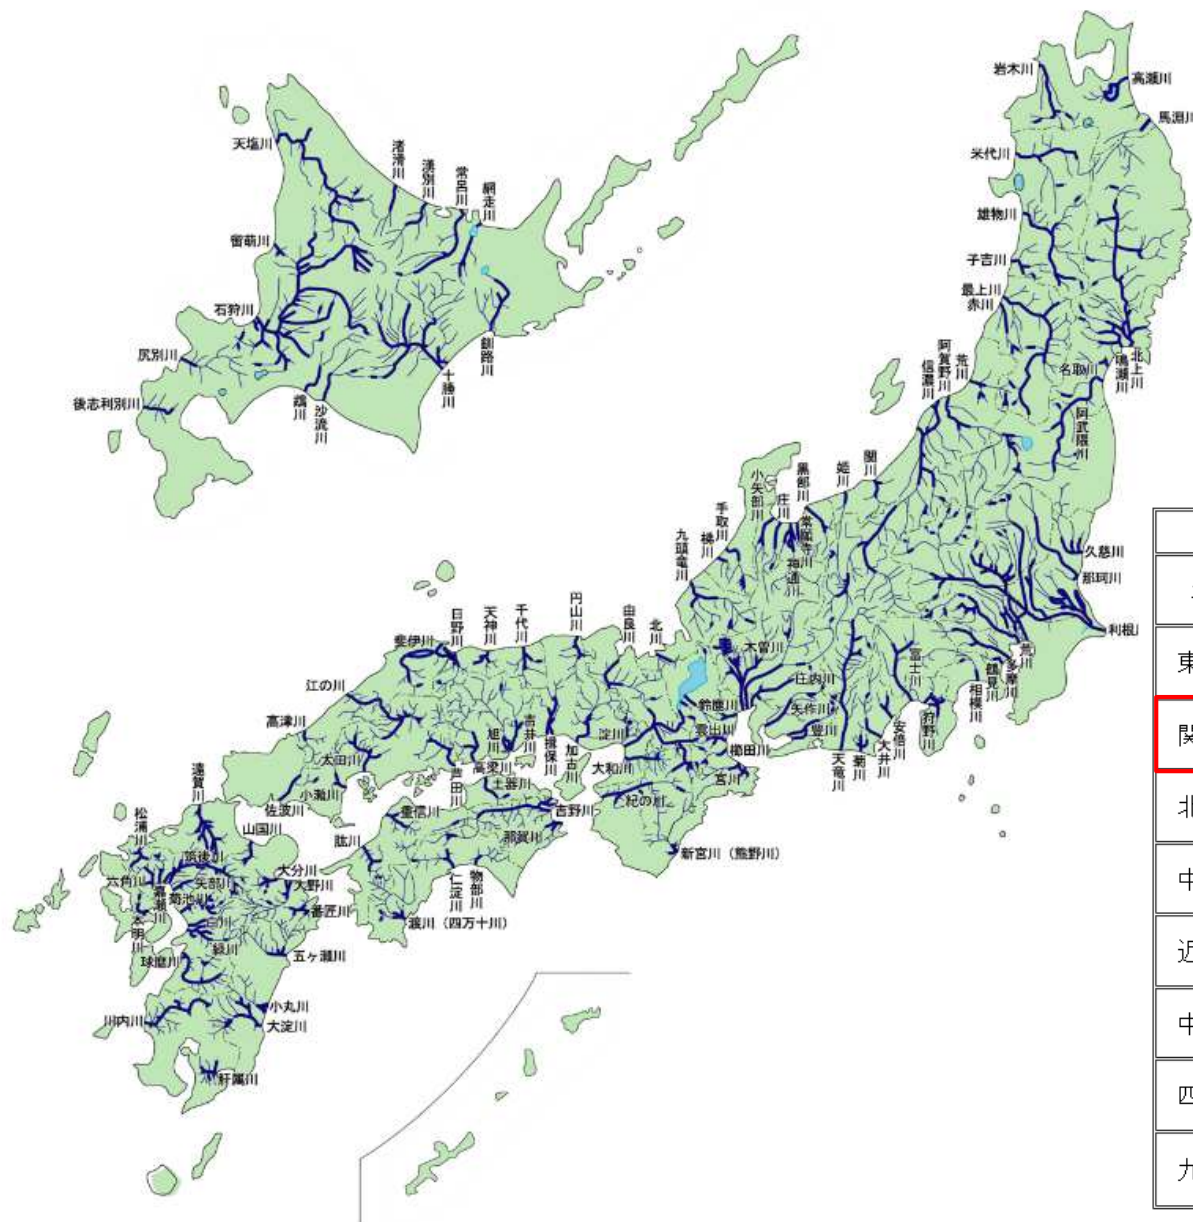 天塩川
渚滑川
湧別川
常呂川
網走川
留萌川
石狩川
尻別川
後志利別川
鵡川
沙流川
十勝川
釧路川
岩木川
高瀬川
馬淵川
米代川
雄物川
子吉川
最上川
赤川
荒川
阿賀野川
信濃川
名取川
鳴瀬川
北上川
阿武隈川
関川
姫川
黒部川
常願寺川
神通川
庄川
小矢部川
手取川
梯川
九頭竜川
久慈川
那珂川
利根川
荒川
多摩川
鶴見川
相模川
富士川
狩野川
安倍川
大井川
菊川
天竜川
豊川
矢作川
庄内川
木曽川
鈴鹿川
雲出川
櫛田川
宮川
北川
由良川
円山川
千代川
天神川
日野川
斐伊川
江の川
高津川
太田川
小瀬川
佐波川
芦田川
高梁川
旭川
吉井川
揖保川
加古川
淀川
大和川
紀の川
新宮川（熊野川）
土器川
吉野川
那賀川
重信川
肱川
物部川
仁淀川
渡川（四万十川）
遠賀川
山国川
松浦川
筑後川
大分川
大野川
六角川
嘉瀬川
矢部川
菊池川
番匠川
本明川
白川
緑川
五ヶ瀬川
球磨川
小丸川
大淀川
川内川
肝属川
東
関
北
中
近
中
四
九